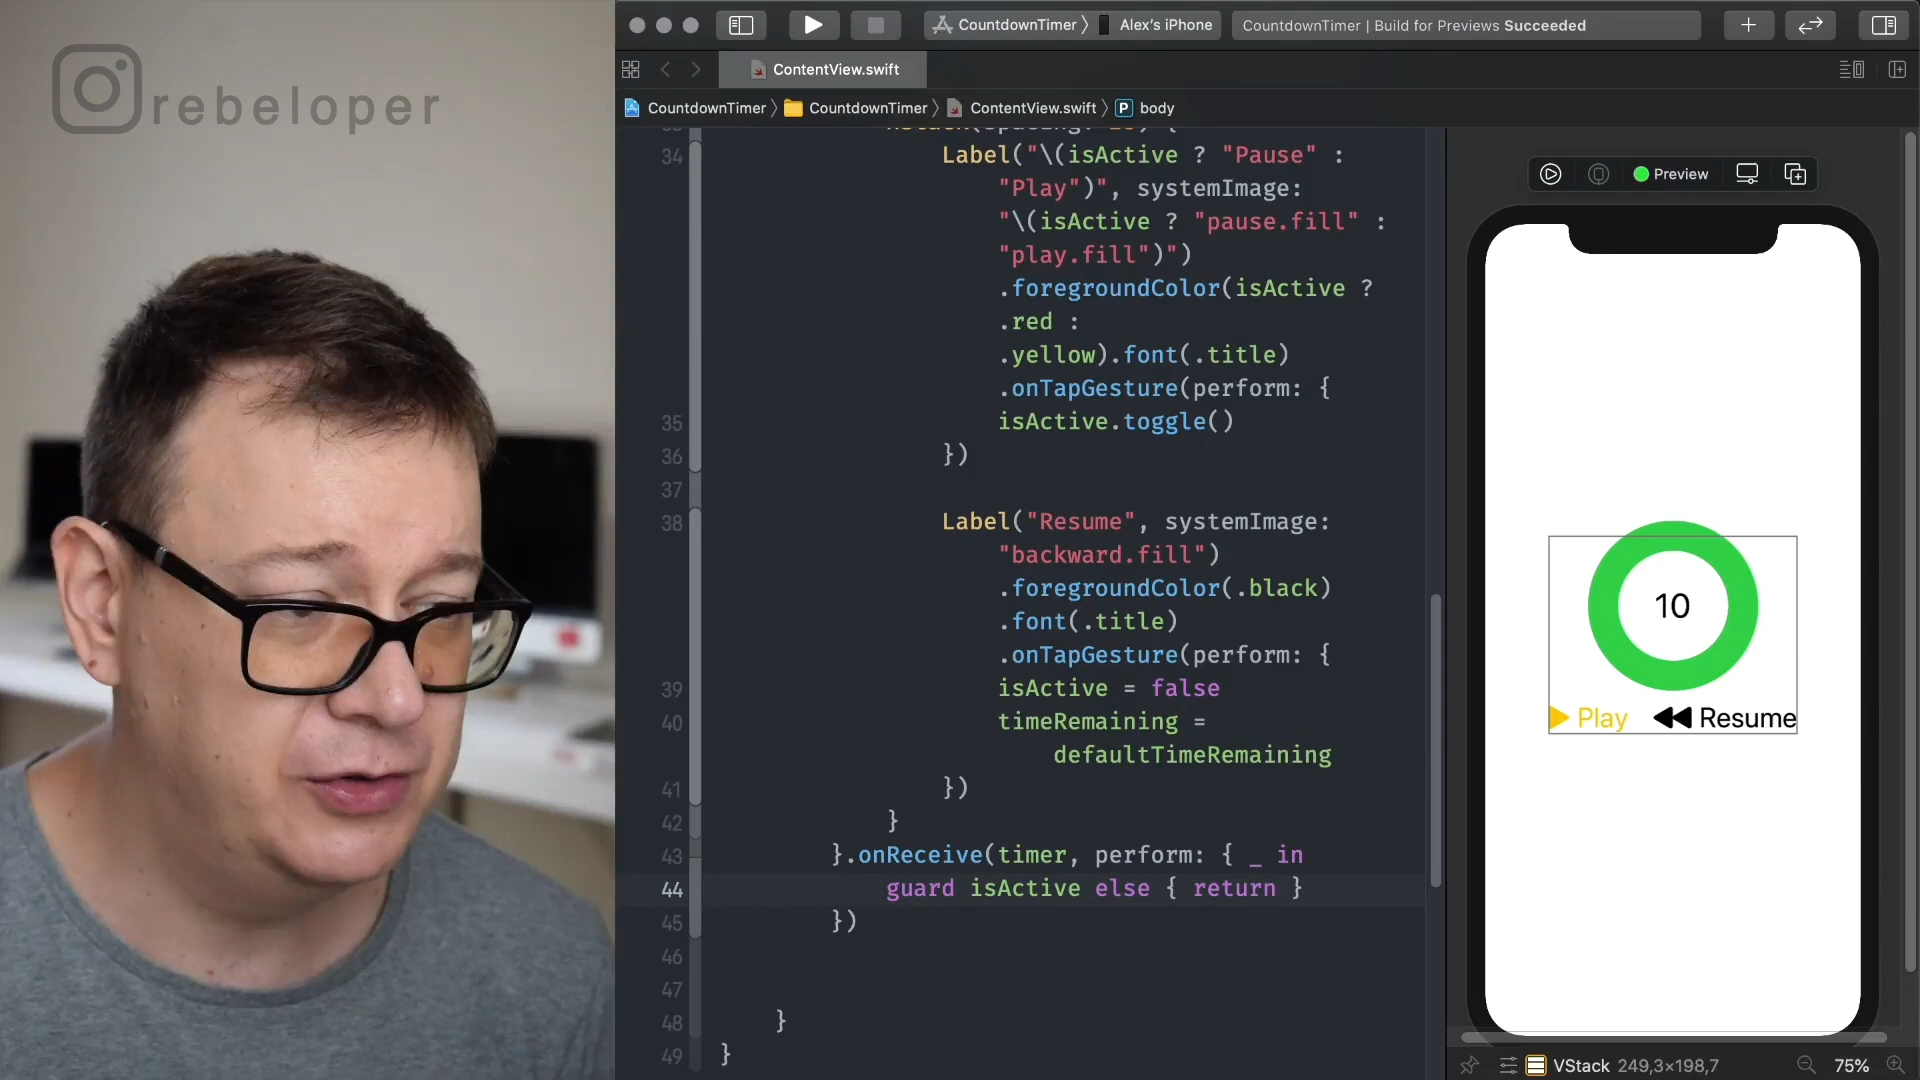 rebeloper
CountdownTimer 〉 Alex's iPhone
CountdownTimer | Build for Previews Succeeded
ContentView.swift
CountdownTimer 〉 CountdownTimer 〉 ContentView.swift 〉 P body
34 Label("\(isActive ? "Pause" :
"Play")", systemImage:
"\(isActive ? "pause.fill" :
"play.fill")")
.foregroundColor(isActive ?
.red :
.yellow).font(.title)
.onTapGesture(perform: {
35 isActive.toggle()
36 })
37
38 Label("Resume", systemImage:
"backward.fill")
.foregroundColor(.black)
.font(.title)
.onTapGesture(perform: {
39 isActive = false
40 timeRemaining =
defaultTimeRemaining
41 })
42 }
43 }.onReceive(timer, perform: { _ in
44 guard isActive else { return }
45 })
46
47
48 }
49 }
Preview
10
Play Resume
VStack 249,3×198,7 75%